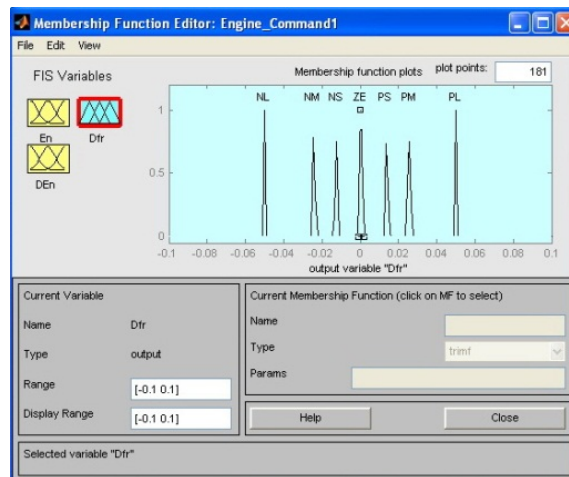 Membership Function Editor: Engine_Command1
File Edit View
FIS Variables
En
Dfr
DEn
Membership function plots plot points: 181
NL NM NS ZE PS PM PL
1
0.5
0
-0.1 -0.08 -0.06 -0.04 -0.02 0 0.02 0.04 0.06 0.08 0.1
output variable "Dfr"
Current Variable
Name Dfr
Type output
Range [-0.1 0.1]
Display Range [-0.1 0.1]
Current Membership Function (click on MF to select)
Name
Type trimf
Params
Help Close
Selected variable "Dfr"